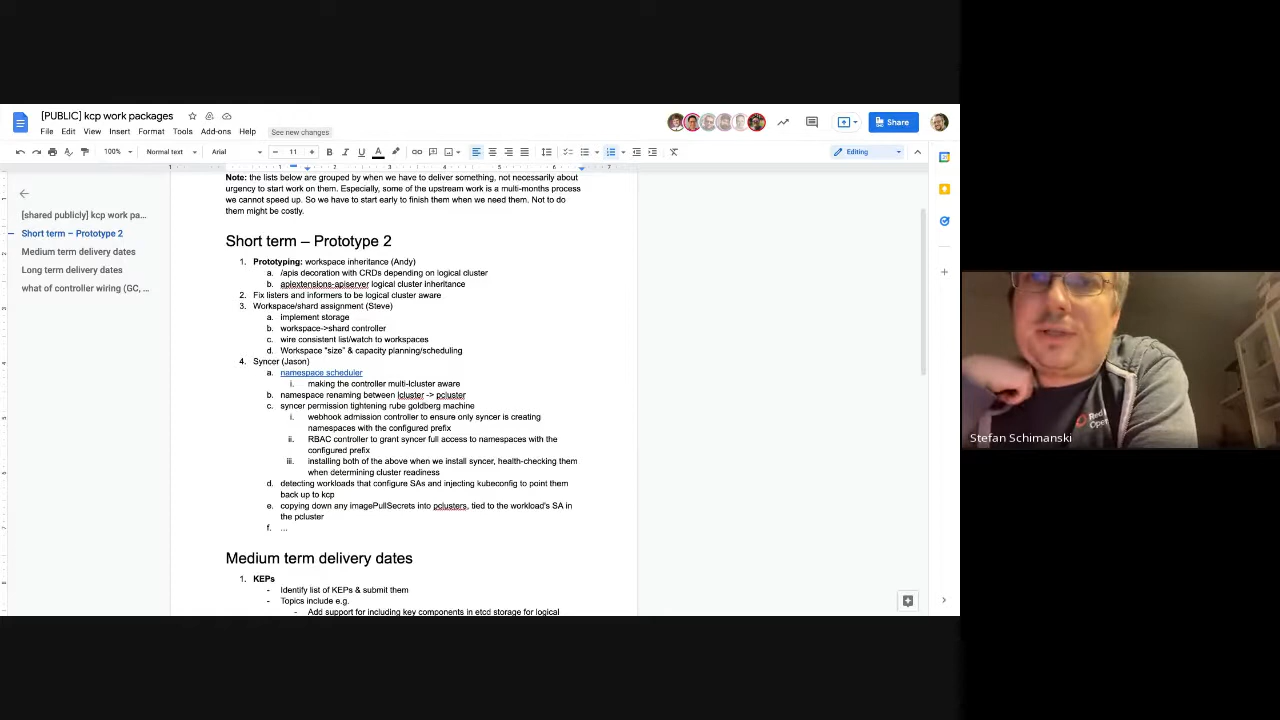 [PUBLIC] kcp work packages
File Edit View Insert Format Tools Add-ons Help See new changes
Share
100% Normal text Arial 11 Editing
[shared publicly] kcp work pa...
Short term – Prototype 2
Medium term delivery dates
Long term delivery dates
what of controller wiring (GC, ...
Note: the lists below are grouped by when we have to deliver something, not necessarily about
urgency to start work on them. Especially, some of the upstream work is a multi-months process
we cannot speed up. So we have to start early to finish them when we need them. Not to do
them might be costly.
Short term – Prototype 2
1. Prototyping: workspace inheritance (Andy)
a. /apis decoration with CRDs depending on logical cluster
b. apiextensions-apiserver logical cluster inheritance
2. Fix listers and informers to be logical cluster aware
3. Workspace/shard assignment (Steve)
a. implement storage
b. workspace->shard controller
c. wire consistent list/watch to workspaces
d. Workspace "size" & capacity planning/scheduling
4. Syncer (Jason)
a. namespace scheduler
i. making the controller multi-lcluster aware
b. namespace renaming between lcluster -> pcluster
c. syncer permission tightening rube goldberg machine
i. webhook admission controller to ensure only syncer is creating
namespaces with the configured prefix
ii. RBAC controller to grant syncer full access to namespaces with the
configured prefix
iii. installing both of the above when we install syncer, health-checking them
when determining cluster readiness
d. detecting workloads that configure SAs and injecting kubeconfig to point them
back up to kcp
e. copying down any imagePullSecrets into pclusters, tied to the workload's SA in
the pcluster
f. ...
Medium term delivery dates
1. KEPs
- Identify list of KEPs & submit them
- Topics include e.g.
- Add support for including key components in etcd storage for logical
Red
Open
Stefan Schimanski